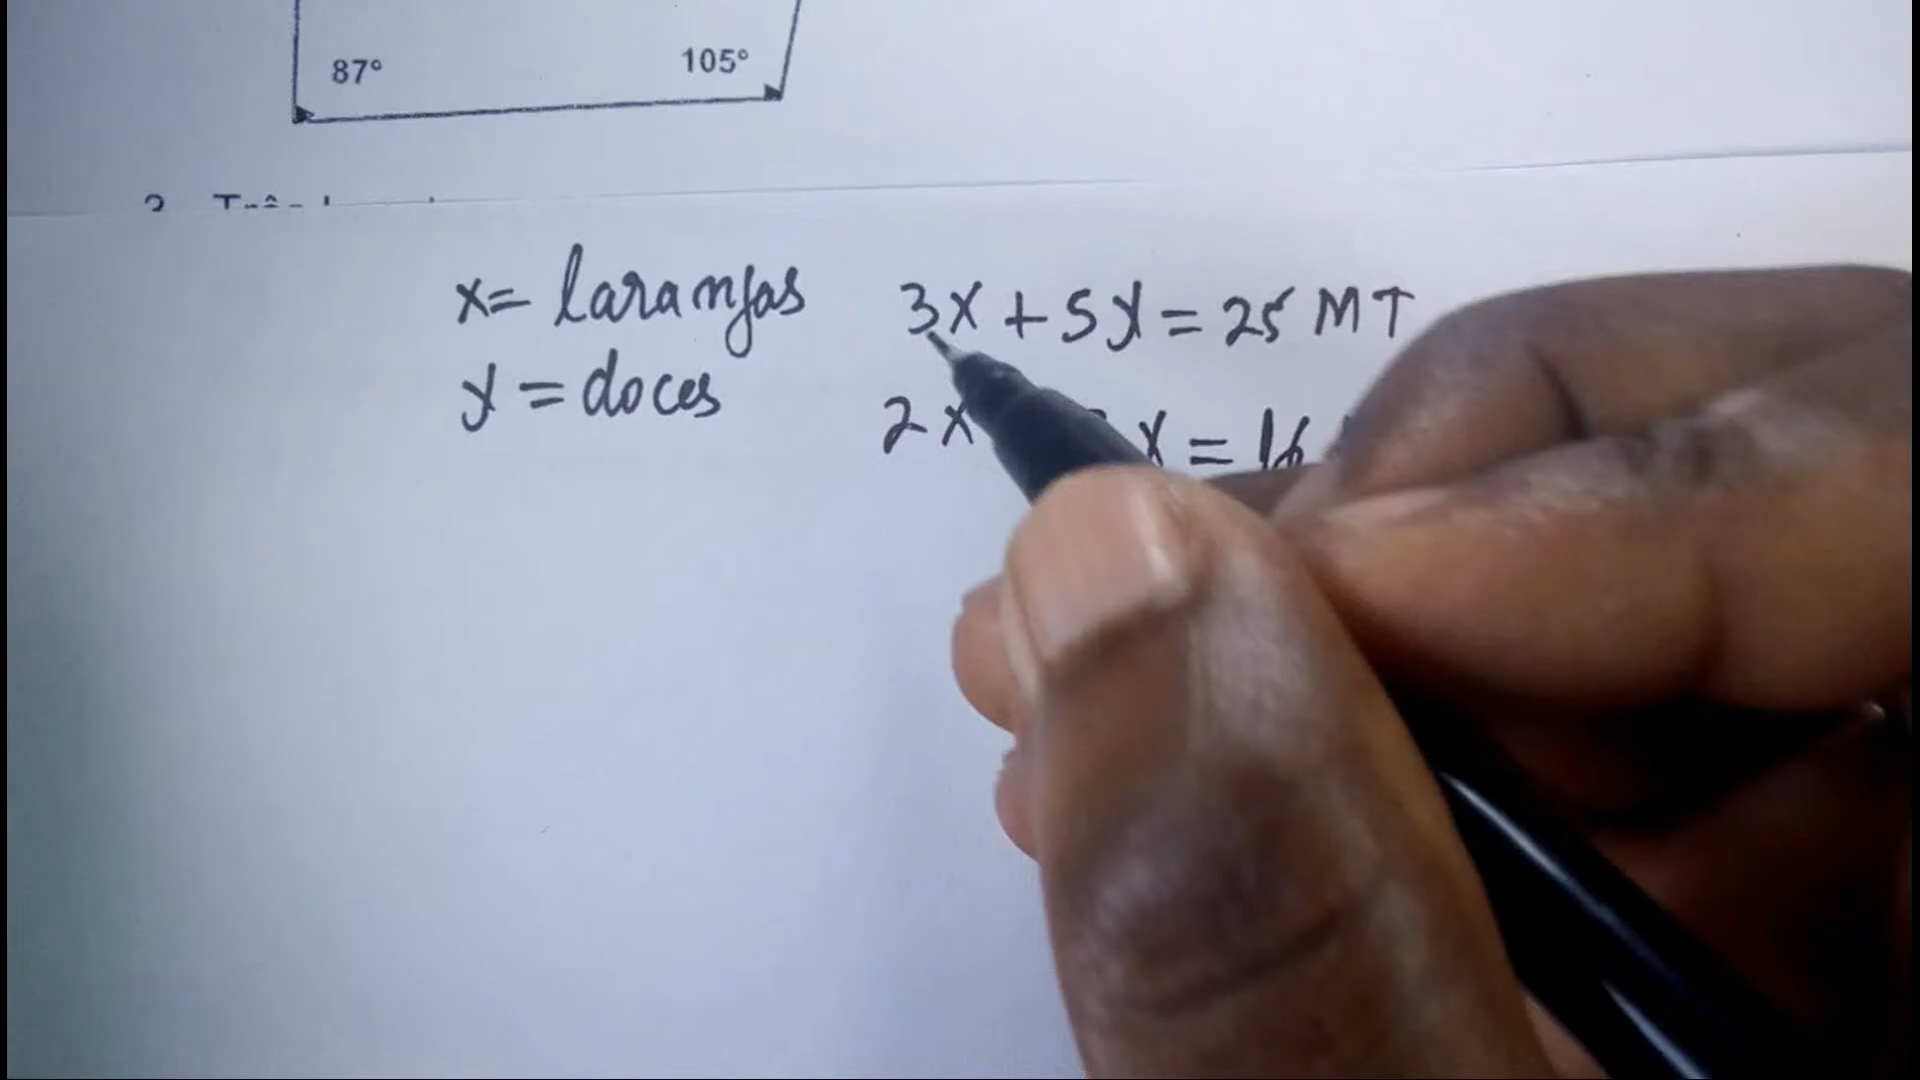 87° 105°
x= laranjas 3x + 5y = 25 MT
y = doces 2x = 16